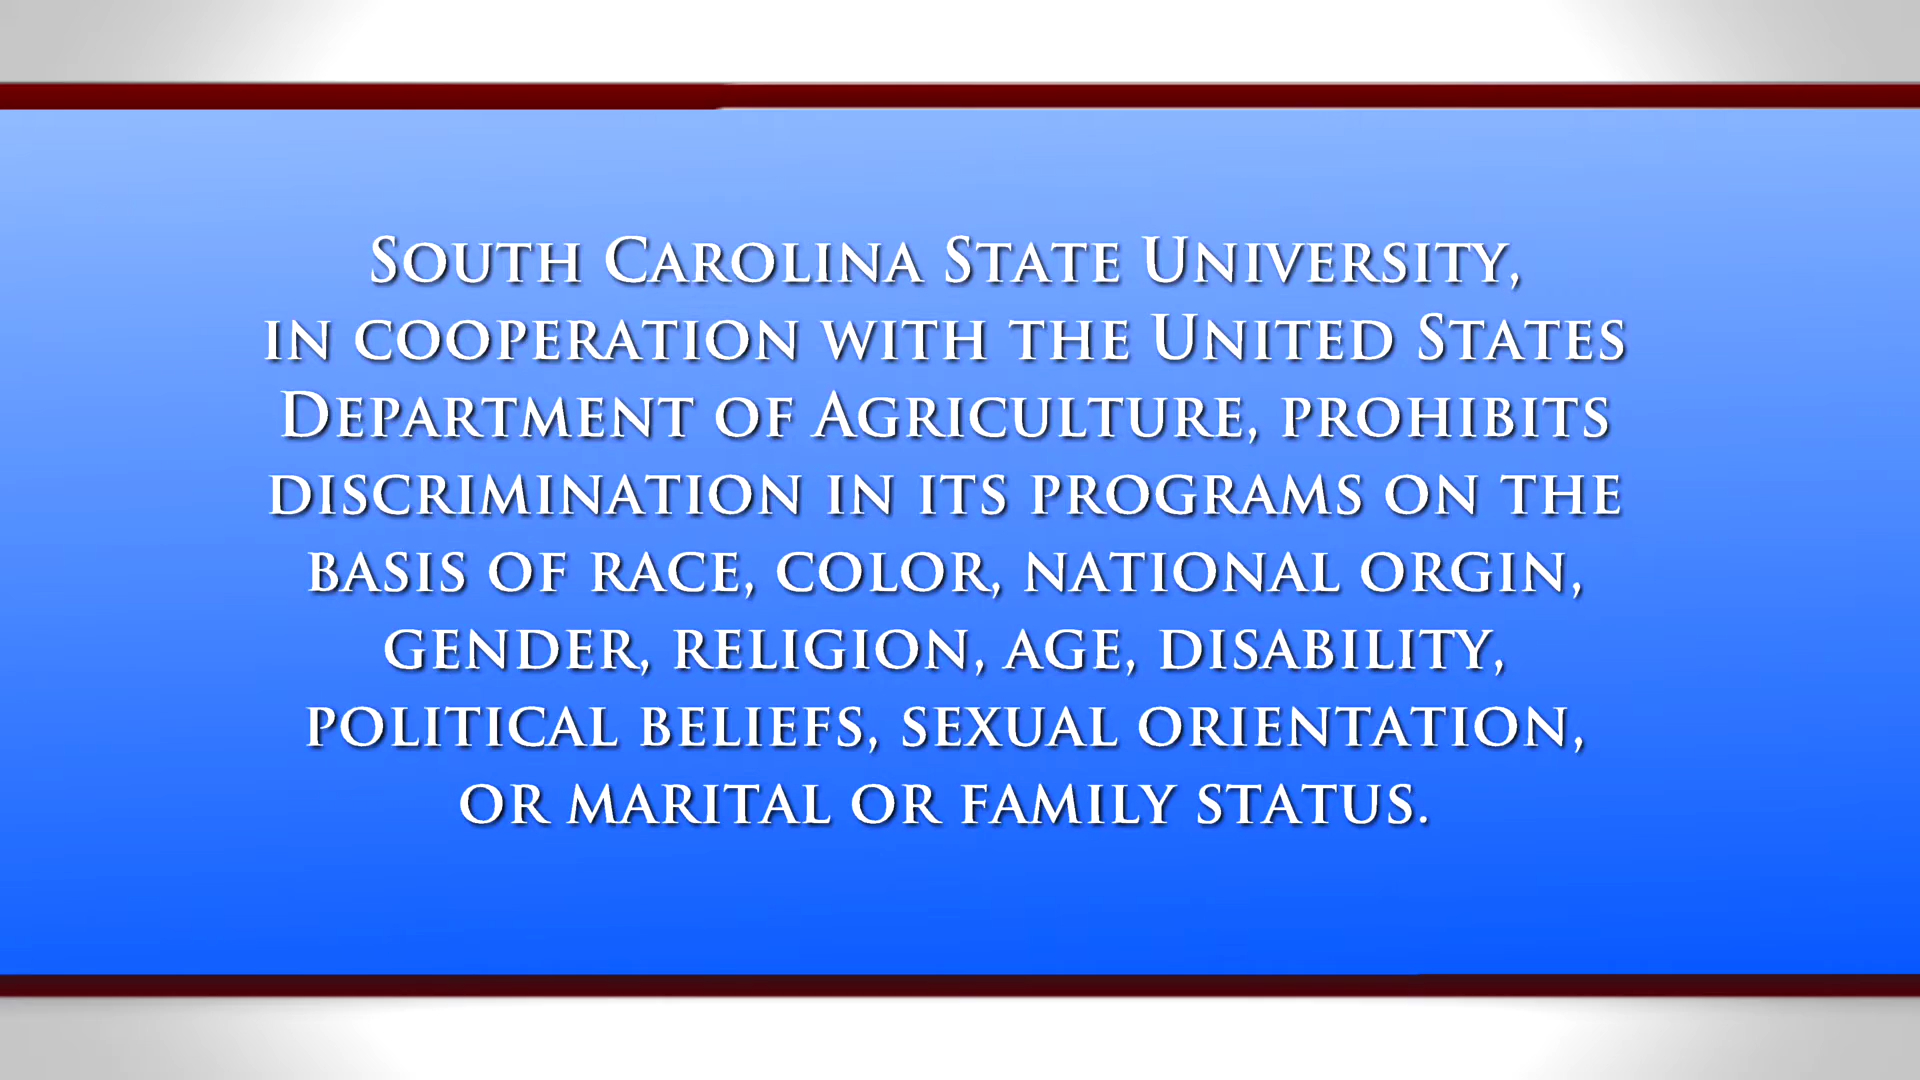 South Carolina State University,
in cooperation with the United States
Department of Agriculture, prohibits
discrimination in its programs on the
basis of race, color, national orgin,
gender, religion, age, disability,
political beliefs, sexual orientation,
or marital or family status.